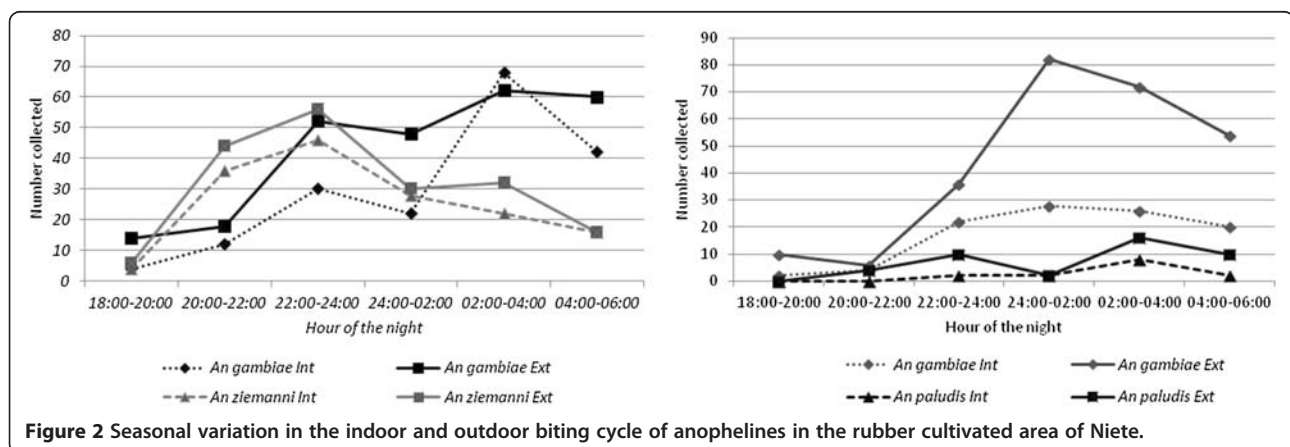 80
70
60
50
40
30
20
10
0
Number collected
18:00-20:00 20:00-22:00 22:00-24:00 24:00-02:00 02:00-04:00 04:00-06:00
Hour of the night
An gambiae Int An gambiae Ext
An ziemanni Int An ziemanni Ext
90
80
70
60
50
40
30
20
10
0
Number collected
18:00-20:00 20:00-22:00 22:00-24:00 24:00-02:00 02:00-04:00 04:00-06:00
Hour of the night
An gambiae Int An gambiae Ext
An paludis Int An paludis Ext
Figure 2 Seasonal variation in the indoor and outdoor biting cycle of anophelines in the rubber cultivated area of Niete.